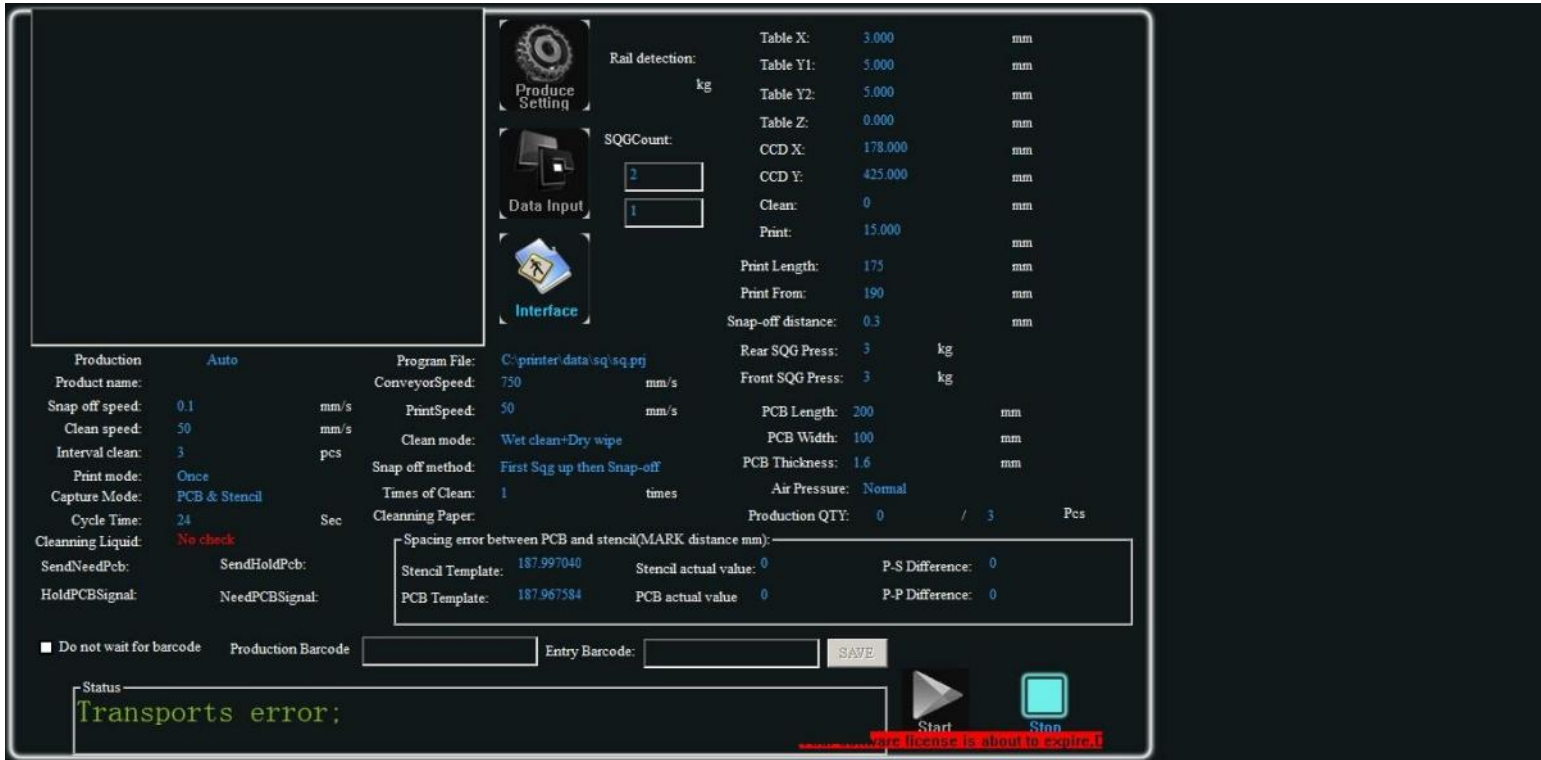 Produce Setting
Rail detection:
kg
Data Input
SQGCount:
2
1
Interface
Table X: 3.000 mm
Table Y1: 5.000 mm
Table Y2: 5.000 mm
Table Z: 0.000 mm
CCD X: 178.000 mm
CCD Y: 425.000 mm
Clean: 0 mm
Print: 15.000 mm
Print Length: 175 mm
Print From: 190 mm
Snap-off distance: 0.3 mm
Rear SQG Press: 3 kg
Front SQG Press: 3 kg
PCB Length: 200 mm
PCB Width: 100 mm
PCB Thickness: 1.6 mm
Air Pressure: Normal
Production QTY: 0 / 3 Pcs
Production Auto
Product name:
Snap off speed: 0.1 mm/s
Clean speed: 50 mm/s
Interval clean: 3 pcs
Print mode: Once
Capture Mode: PCB & Stencil
Cycle Time: 24 Sec
Cleanning Liquid: No check
SendNeedPcb: SendHoldPcb:
HoldPCBSignal: NeedPCBSignal:
Program File: C:\printer\data\sq\sq.prj
ConveyorSpeed: 750 mm/s
PrintSpeed: 50 mm/s
Clean mode: Wet clean+Dry wipe
Snap off method: First Sqg up then Snap-off
Times of Clean: 1 times
Cleanning Paper:
Spacing error between PCB and stencil(MARK distance mm):
Stencil Template: 187.997040 Stencil actual value: 0 P-S Difference: 0
PCB Template: 187.967584 PCB actual value 0 P-P Difference: 0
Do not wait for barcode Production Barcode Entry Barcode: SAVE
Status
Transports error;
Start Stop
license is about to expire,